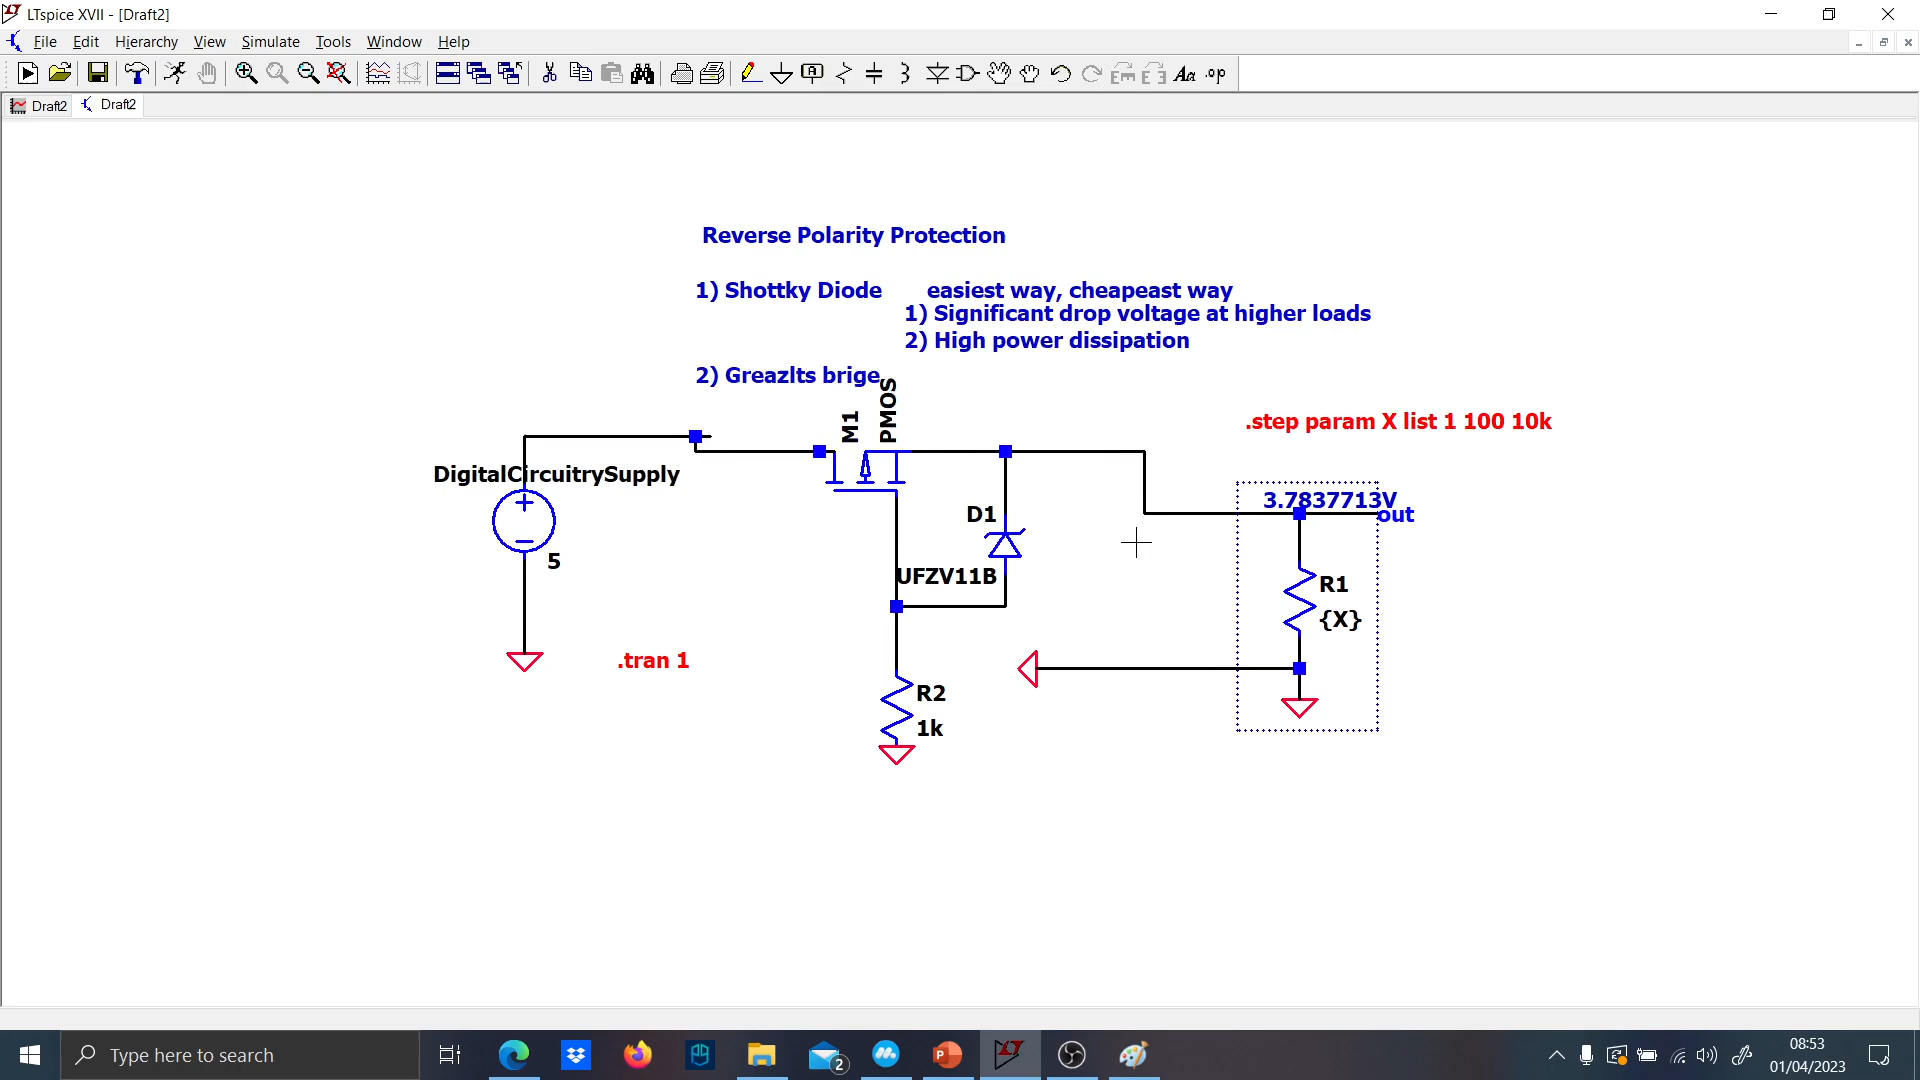 LTspice XVII - [Draft2]
File Edit Hierarchy View Simulate Tools Window Help
Aa .op
Draft2 Draft2
Reverse Polarity Protection
1) Shottky Diode easiest way, cheapeast way
1) Significant drop voltage at higher loads
2) High power dissipation
2) Greazlts brige
M1
PMOS
.step param X list 1 100 10k
DigitalCircuitrySupply
3.7837713V
out
D1
5
UFZV11B
R1
{X}
.tran 1
R2
1k
Type here to search
2
08:53
01/04/2023